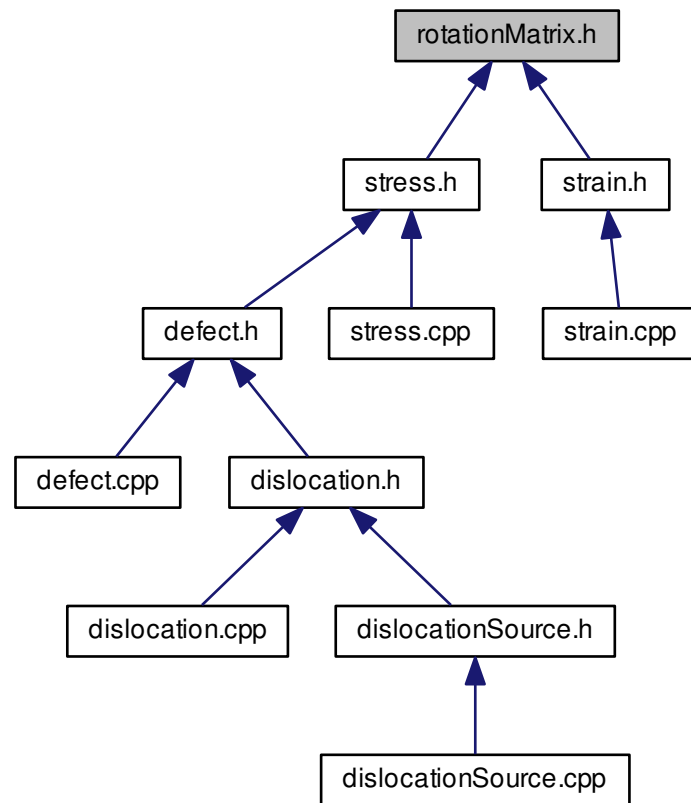 rotationMatrix.h
stress.h
strain.h
defect.h
stress.cpp
strain.cpp
defect.cpp
dislocation.h
dislocation.cpp
dislocationSource.h
dislocationSource.cpp